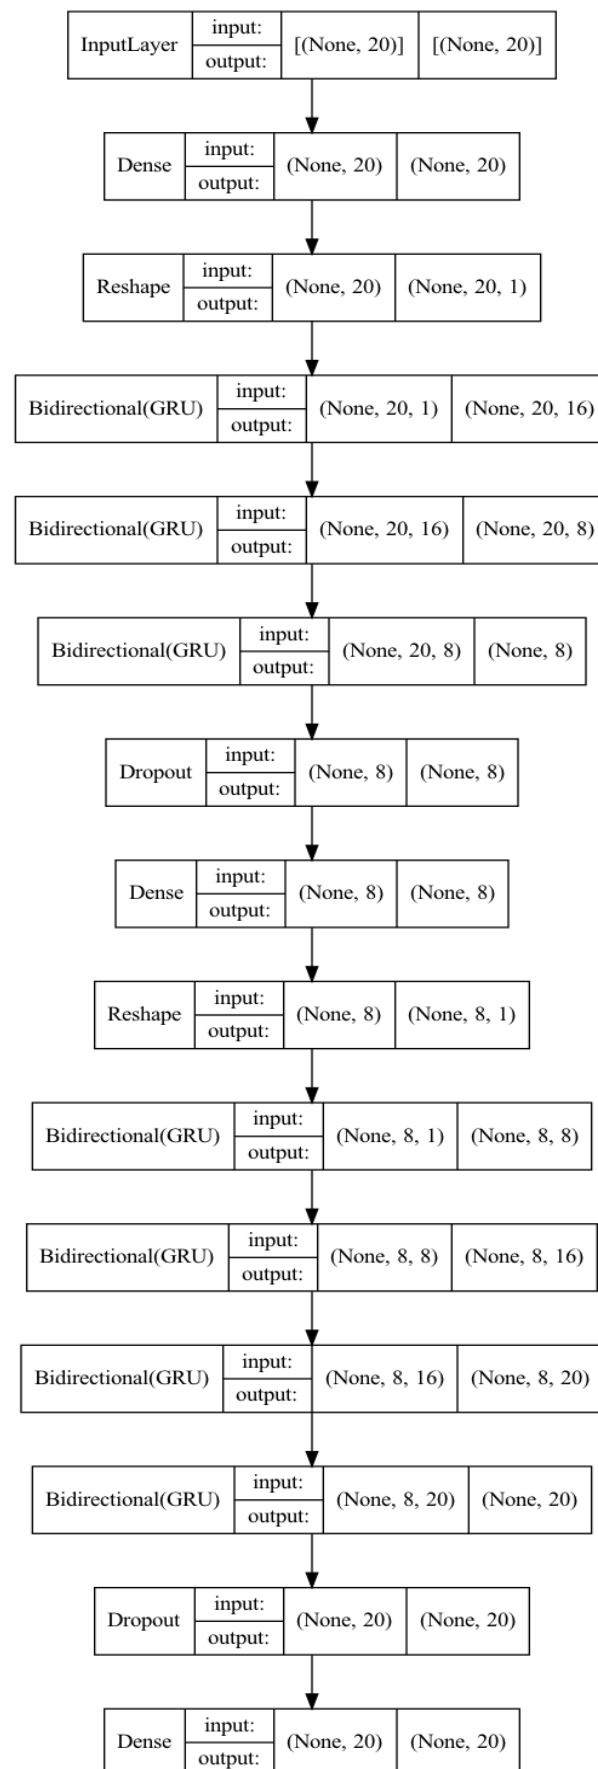 InputLayer input: output: [(None, 20)] [(None, 20)]
Dense input: output: (None, 20) (None, 20)
Reshape input: output: (None, 20) (None, 20, 1)
Bidirectional(GRU) input: output: (None, 20, 1) (None, 20, 16)
Bidirectional(GRU) input: output: (None, 20, 16) (None, 20, 8)
Bidirectional(GRU) input: output: (None, 20, 8) (None, 8)
Dropout input: output: (None, 8) (None, 8)
Dense input: output: (None, 8) (None, 8)
Reshape input: output: (None, 8) (None, 8, 1)
Bidirectional(GRU) input: output: (None, 8, 1) (None, 8, 8)
Bidirectional(GRU) input: output: (None, 8, 8) (None, 8, 16)
Bidirectional(GRU) input: output: (None, 8, 16) (None, 8, 20)
Bidirectional(GRU) input: output: (None, 8, 20) (None, 20)
Dropout input: output: (None, 20) (None, 20)
Dense input: output: (None, 20) (None, 20)